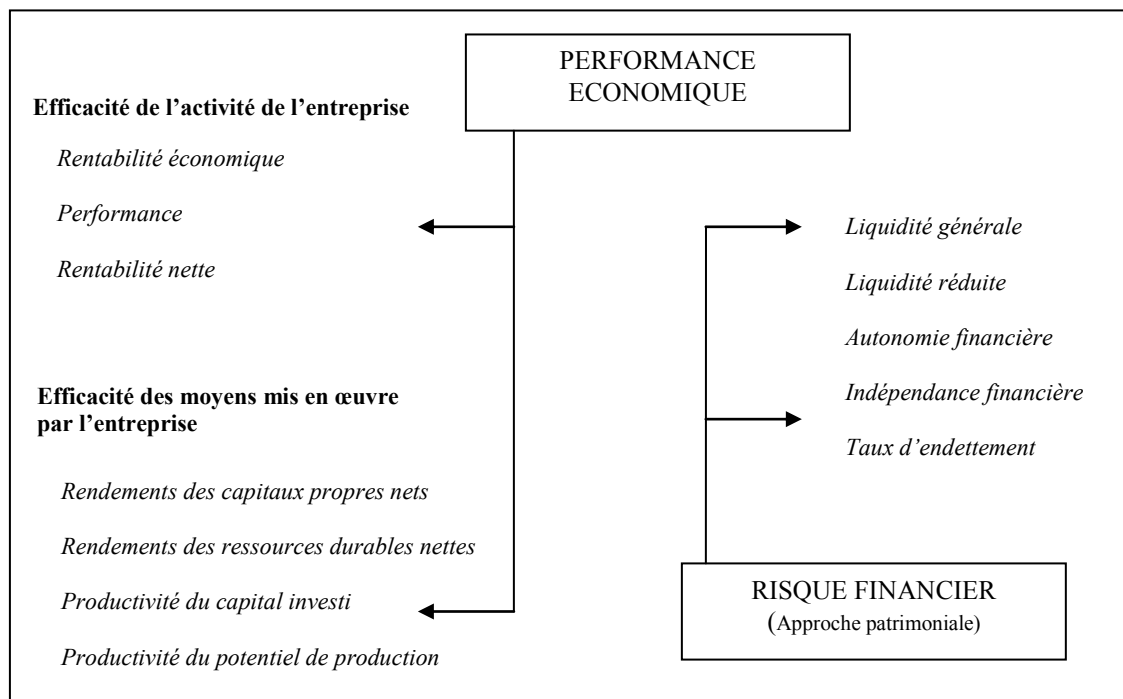 PERFORMANCE
ECONOMIQUE
Efficacité de l’activité de l’entreprise
Rentabilité économique
Performance
Rentabilité nette
Efficacité des moyens mis en œuvre
par l’entreprise
Rendements des capitaux propres nets
Rendements des ressources durables nettes
Productivité du capital investi
Productivité du potentiel de production
Liquidité générale
Liquidité réduite
Autonomie financière
Indépendance financière
Taux d’endettement
RISQUE FINANCIER
(Approche patrimoniale)